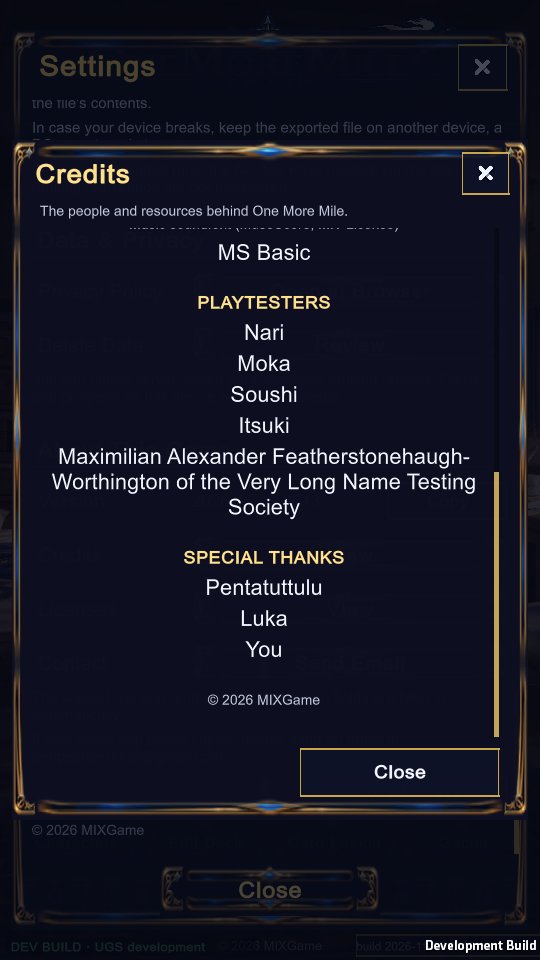 Settings
the file's contents.
In case your device breaks, keep the exported file on another device, a
Credits
The people and resources behind One More Mile.
MS Basic
PLAYTESTERS
Nari
Moka
Soushi
Itsuki
Maximilian Alexander Featherstonehaugh-
Worthington of the Very Long Name Testing
Society
SPECIAL THANKS
Pentatuttulu
Luka
You
© 2026 MIXGame
Close
© 2026 MIXGame
Close
DEV BUILD · UGS development
© 2026 MIXGame
build 2026-
Development Build